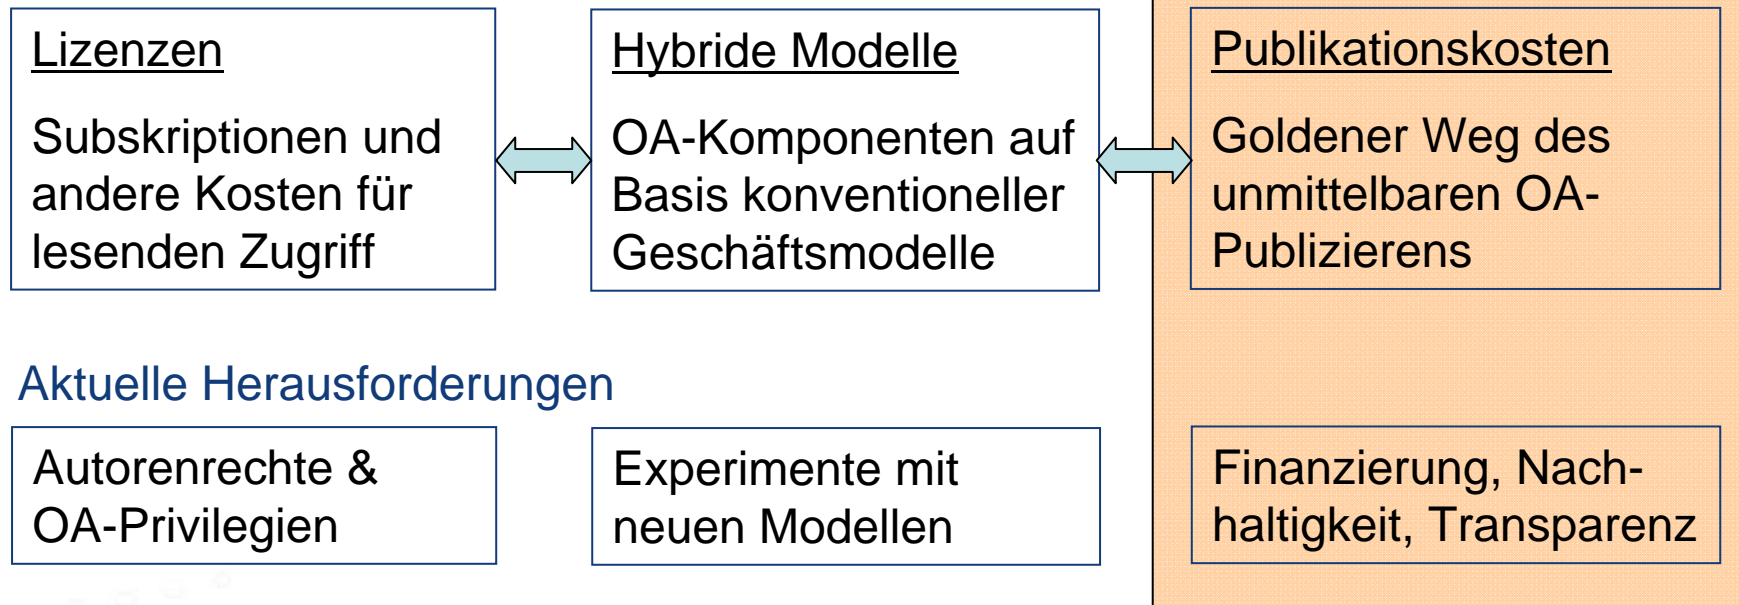 Lizenzen
Subskriptionen und
andere Kosten für
lesenden Zugriff
Hybride Modelle
OA-Komponenten auf
Basis konventioneller
Geschäftsmodelle
Publikationskosten
Goldener Weg des
unmittelbaren OA-
Publizierens
Aktuelle Herausforderungen
Autorenrechte &
OA-Privilegien
Experimente mit
neuen Modellen
Finanzierung, Nach-
haltigkeit, Transparenz